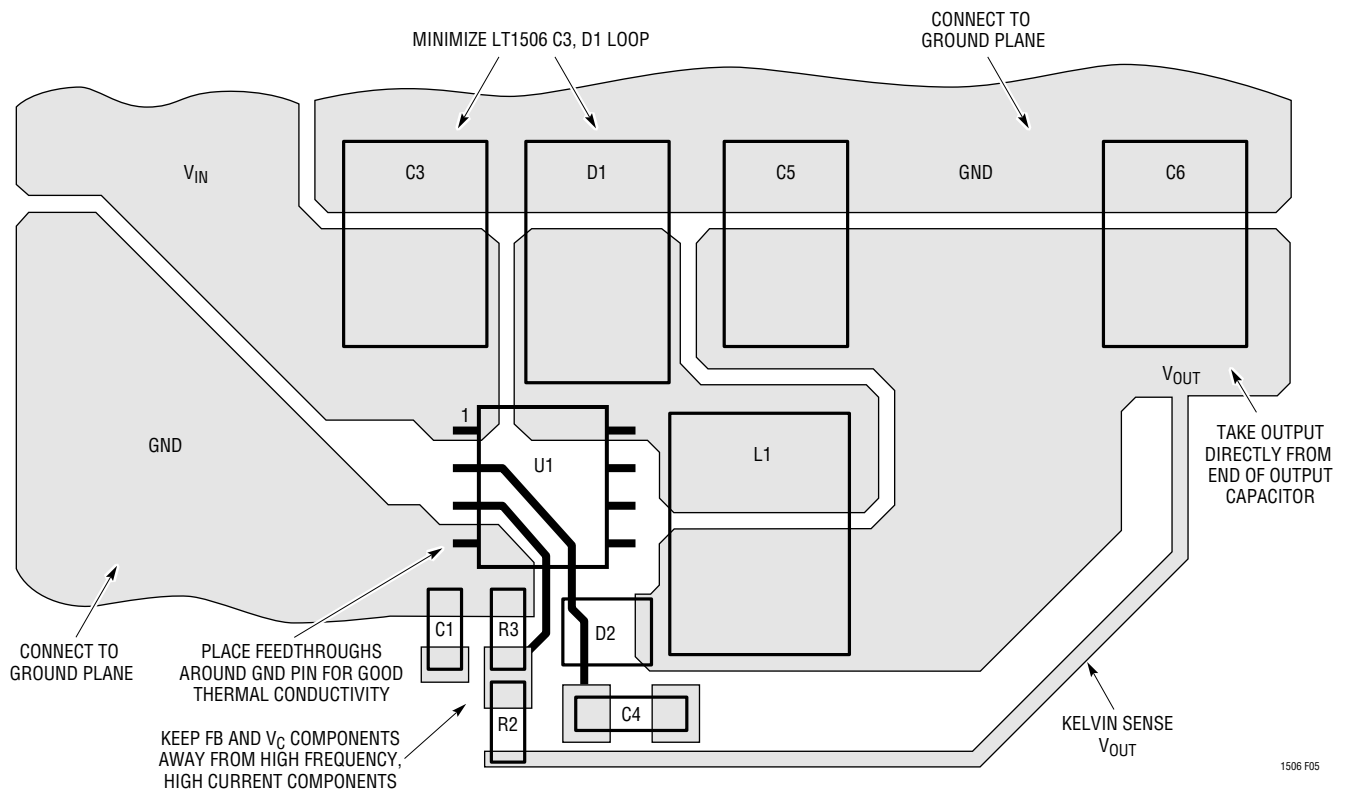 CONNECT TO
GROUND PLANE
MINIMIZE LT1506 C3, D1 LOOP
VIN
C3
D1
C5
GND
C6
VOUT
1
U1
L1
GND
TAKE OUTPUT
DIRECTLY FROM
END OF OUTPUT
CAPACITOR
C1
R3
D2
CONNECT TO
GROUND PLANE
PLACE FEEDTHROUGHS
AROUND GND PIN FOR GOOD
THERMAL CONDUCTIVITY
R2
C4
KEEP FB AND VC COMPONENTS
AWAY FROM HIGH FREQUENCY,
HIGH CURRENT COMPONENTS
KELVIN SENSE
VOUT
1506 F05